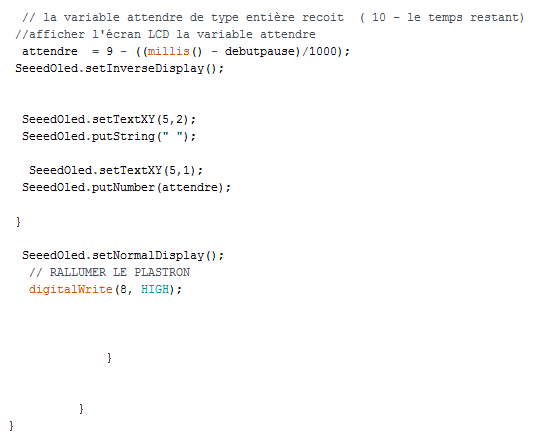 // la variable attendre de type entière recoit ( 10 - le temps restant)
//afficher l'écran LCD la variable attendre
attendre = 9 - ((millis() - debutpause)/1000);
SeeedOled.setInverseDisplay();
SeeedOled.setTextXY(5,2);
SeeedOled.putString(" ");
SeeedOled.setTextXY(5,1);
SeeedOled.putNumber(attendre);
}
SeeedOled.setNormalDisplay();
// RALLUMER LE PLASTRON
digitalWrite(8, HIGH);
}
}
}